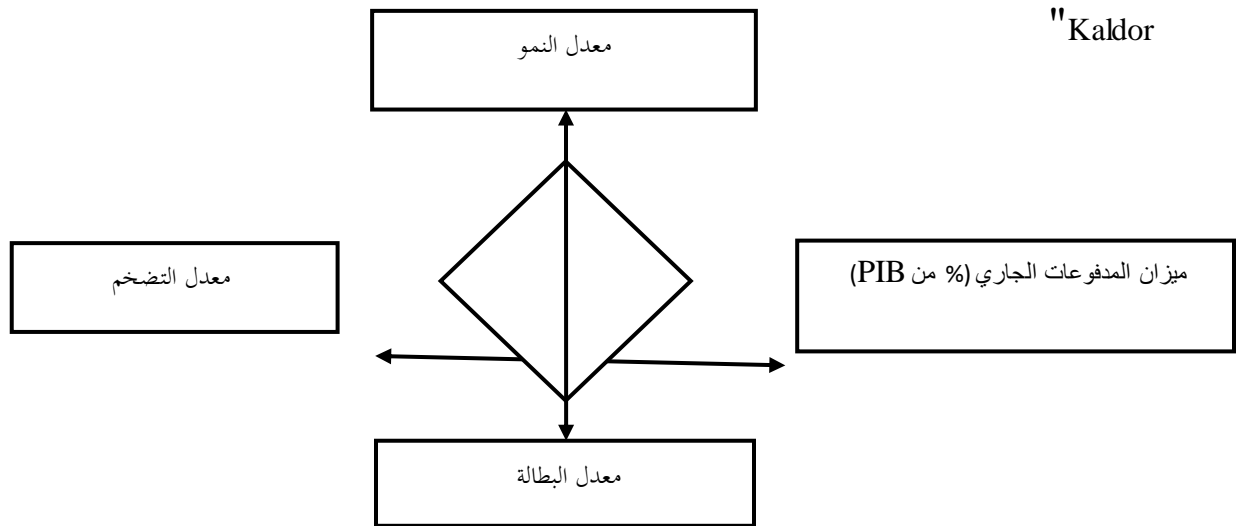 "Kaldor
معدل النمو
معدل التضخم
ميزان المدفوعات الجاري (% من PIB)
معدل البطالة